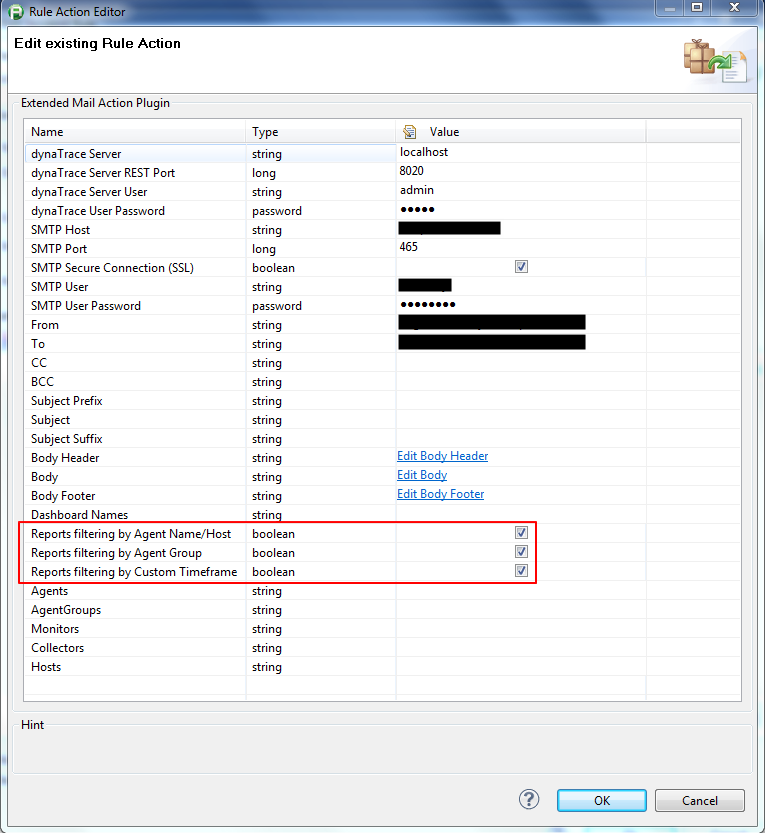 Rule Action Editor
Edit existing Rule Action
Extended Mail Action Plugin
Name Type Value
dynaTrace Server string localhost
dynaTrace Server REST Port long 8020
dynaTrace Server User string admin
dynaTrace User Password password •••••
SMTP Host string
SMTP Port long 465
SMTP Secure Connection (SSL) boolean
SMTP User string
SMTP User Password password ••••••••
From string
To string
CC string
BCC string
Subject Prefix string
Subject string
Subject Suffix string
Body Header string Edit Body Header
Body string Edit Body
Body Footer string Edit Body Footer
Dashboard Names string
Reports filtering by Agent Name/Host boolean
Reports filtering by Agent Group boolean
Reports filtering by Custom Timeframe boolean
Agents string
AgentGroups string
Monitors string
Collectors string
Hosts string
Hint
? OK Cancel